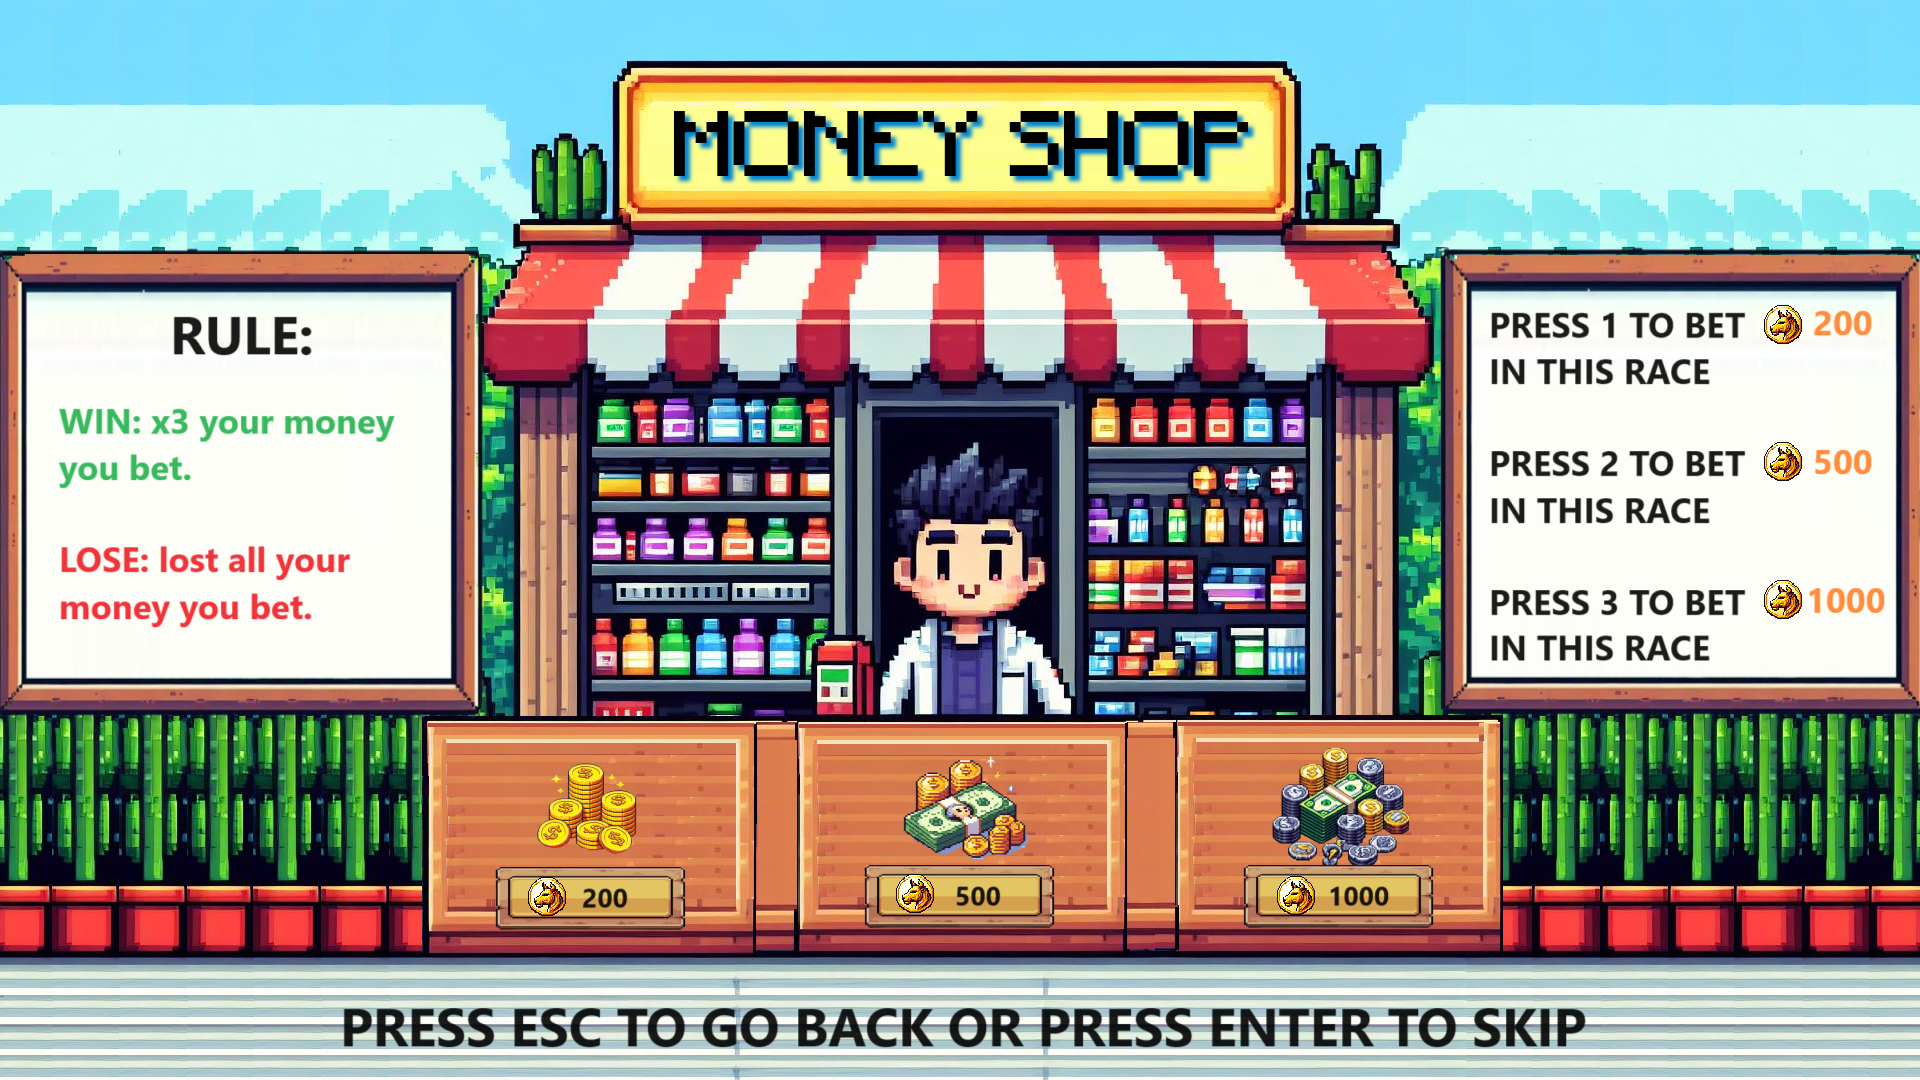 MONEY SHOP
RULE:
WIN: x3 your money
you bet.
LOSE: lost all your
money you bet.
PRESS 1 TO BET 200
IN THIS RACE
PRESS 2 TO BET 500
IN THIS RACE
PRESS 3 TO BET 1000
IN THIS RACE
200
500
1000
PRESS ESC TO GO BACK OR PRESS ENTER TO SKIP